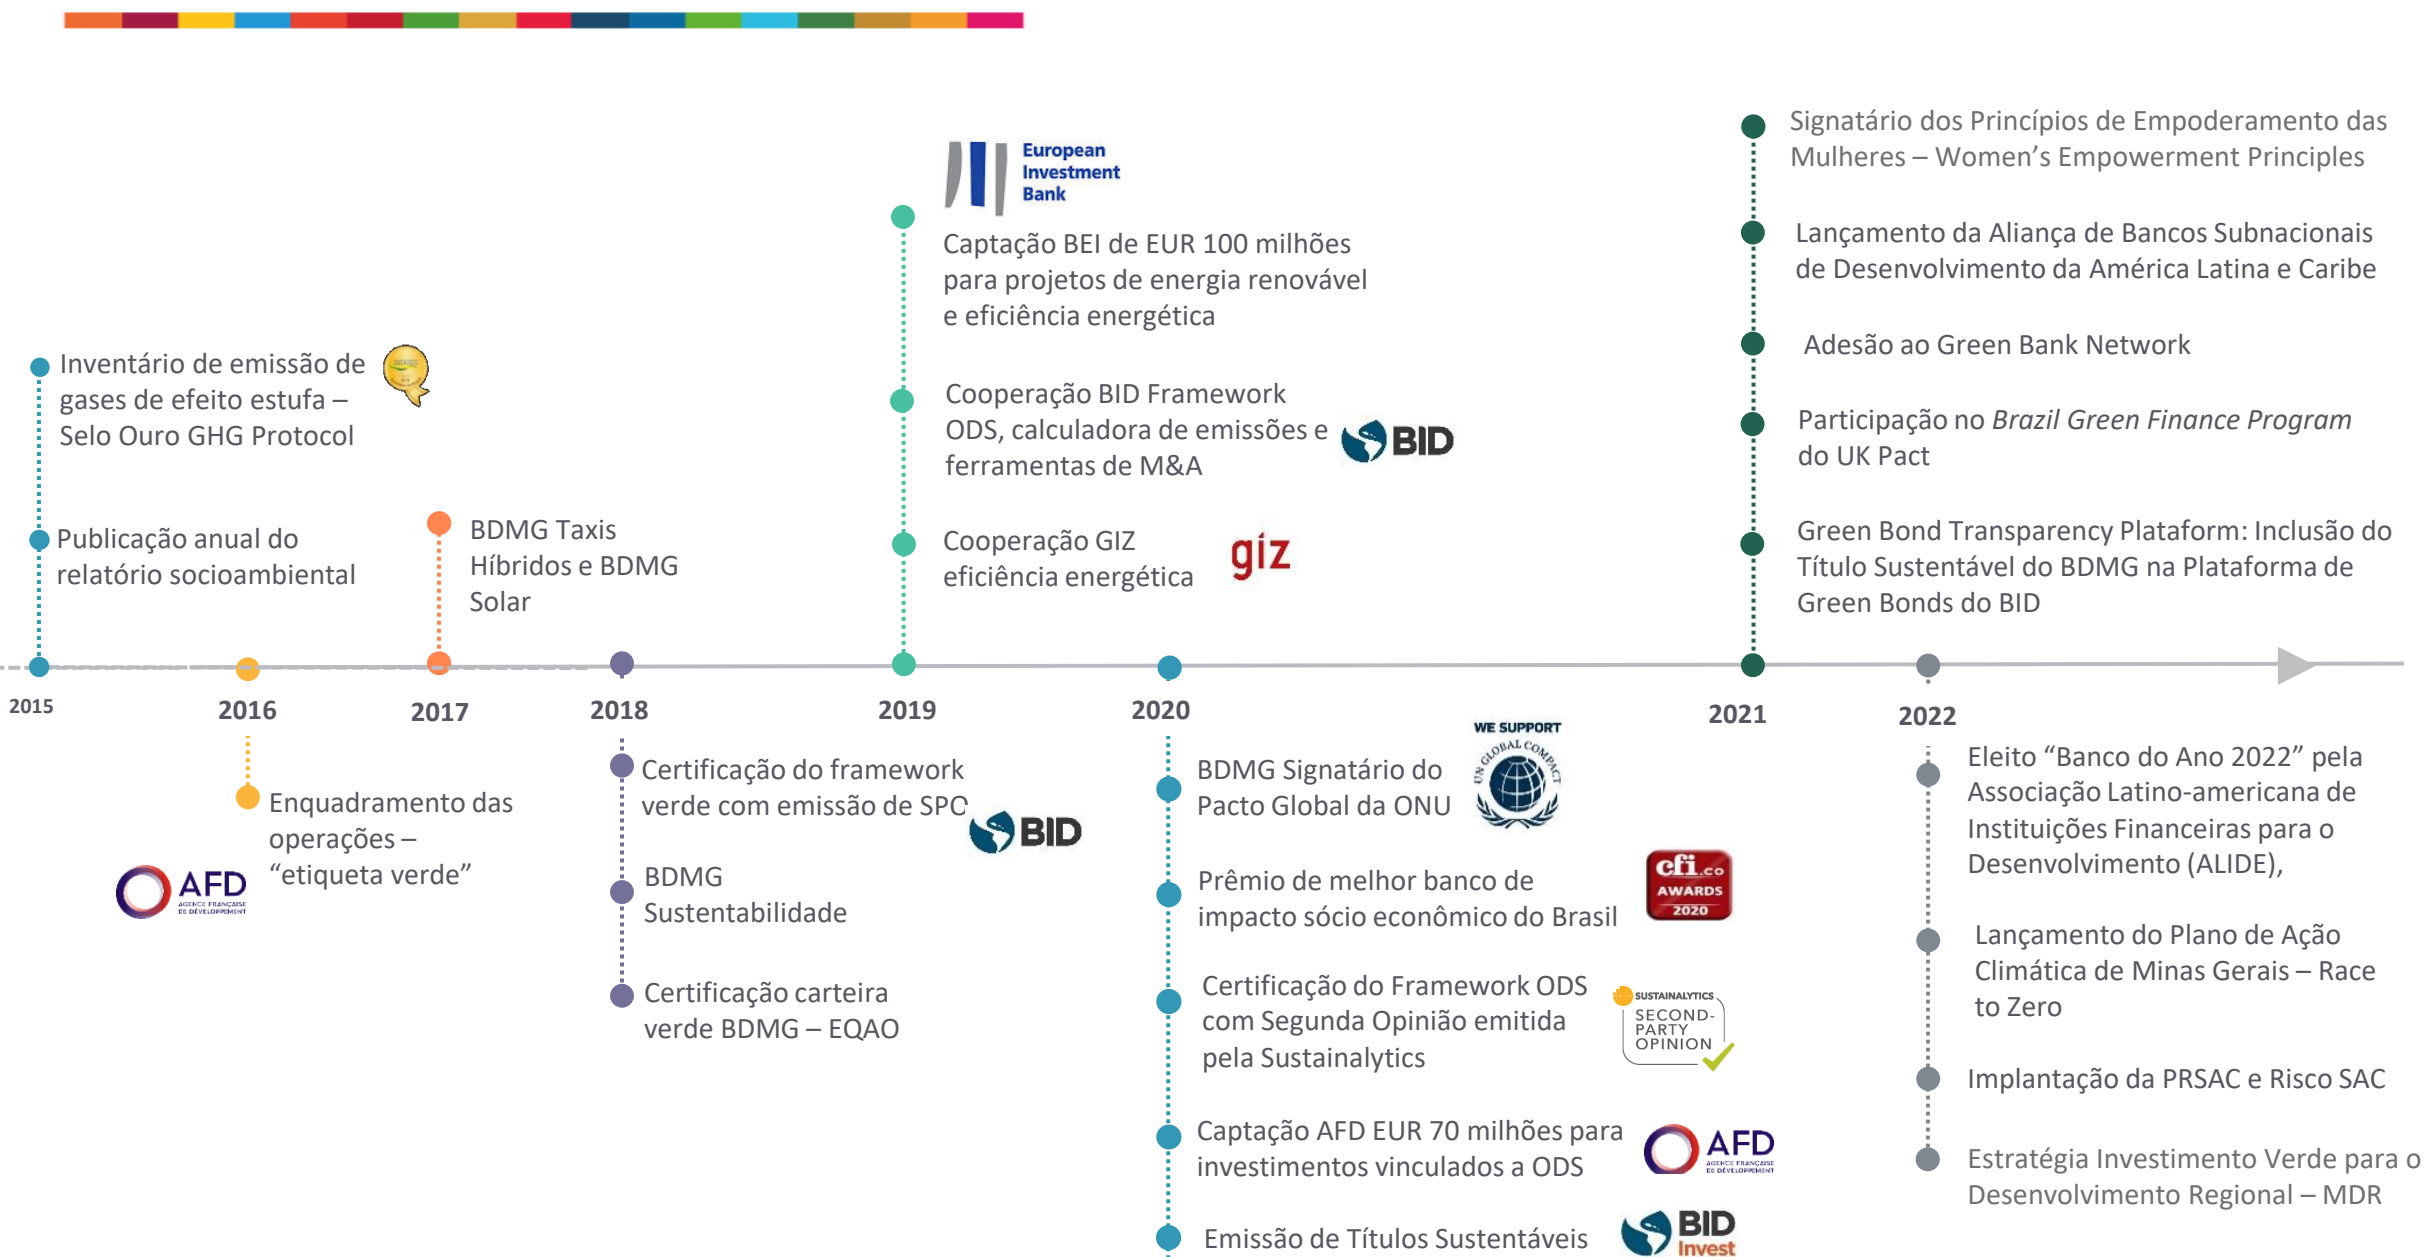 Inventário de emissão de
gases de efeito estufa –
Selo Ouro GHG Protocol
Publicação anual do
relatório socioambiental
2015
2016
Enquadramento das
operações –
“etiqueta verde”
AFD
AGENCE FRANÇAISE
DE DÉVELOPPEMENT
BDMG Taxis
Híbridos e BDMG
Solar
2017
2018
Certificação do framework
verde com emissão de SPO
BID
BDMG
Sustentabilidade
Certificação carteira
verde BDMG – EQAO
European
Investment
Bank
Captação BEI de EUR 100 milhões
para projetos de energia renovável
e eficiência energética
Cooperação BID Framework
ODS, calculadora de emissões e
ferramentas de M&A
BID
Cooperação GIZ
eficiência energética
giz
2019
2020
BDMG Signatário do
Pacto Global da ONU
WE SUPPORT
UN GLOBAL COMPACT
Prêmio de melhor banco de
impacto sócio econômico do Brasil
cfi.co
AWARDS
2020
Certificação do Framework ODS
com Segunda Opinião emitida
pela Sustainalytics
SUSTAINALYTICS
SECOND-
PARTY
OPINION
Captação AFD EUR 70 milhões para
investimentos vinculados a ODS
AFD
AGENCE FRANÇAISE
DE DÉVELOPPEMENT
Emissão de Títulos Sustentáveis
BID
Invest
Signatário dos Princípios de Empoderamento das
Mulheres – Women’s Empowerment Principles
Lançamento da Aliança de Bancos Subnacionais
de Desenvolvimento da América Latina e Caribe
Adesão ao Green Bank Network
Participação no Brazil Green Finance Program
do UK Pact
Green Bond Transparency Plataform: Inclusão do
Título Sustentável do BDMG na Plataforma de
Green Bonds do BID
2021
2022
Eleito “Banco do Ano 2022” pela
Associação Latino-americana de
Instituições Financeiras para o
Desenvolvimento (ALIDE),
Lançamento do Plano de Ação
Climática de Minas Gerais – Race
to Zero
Implantação da PRSAC e Risco SAC
Estratégia Investimento Verde para o
Desenvolvimento Regional – MDR